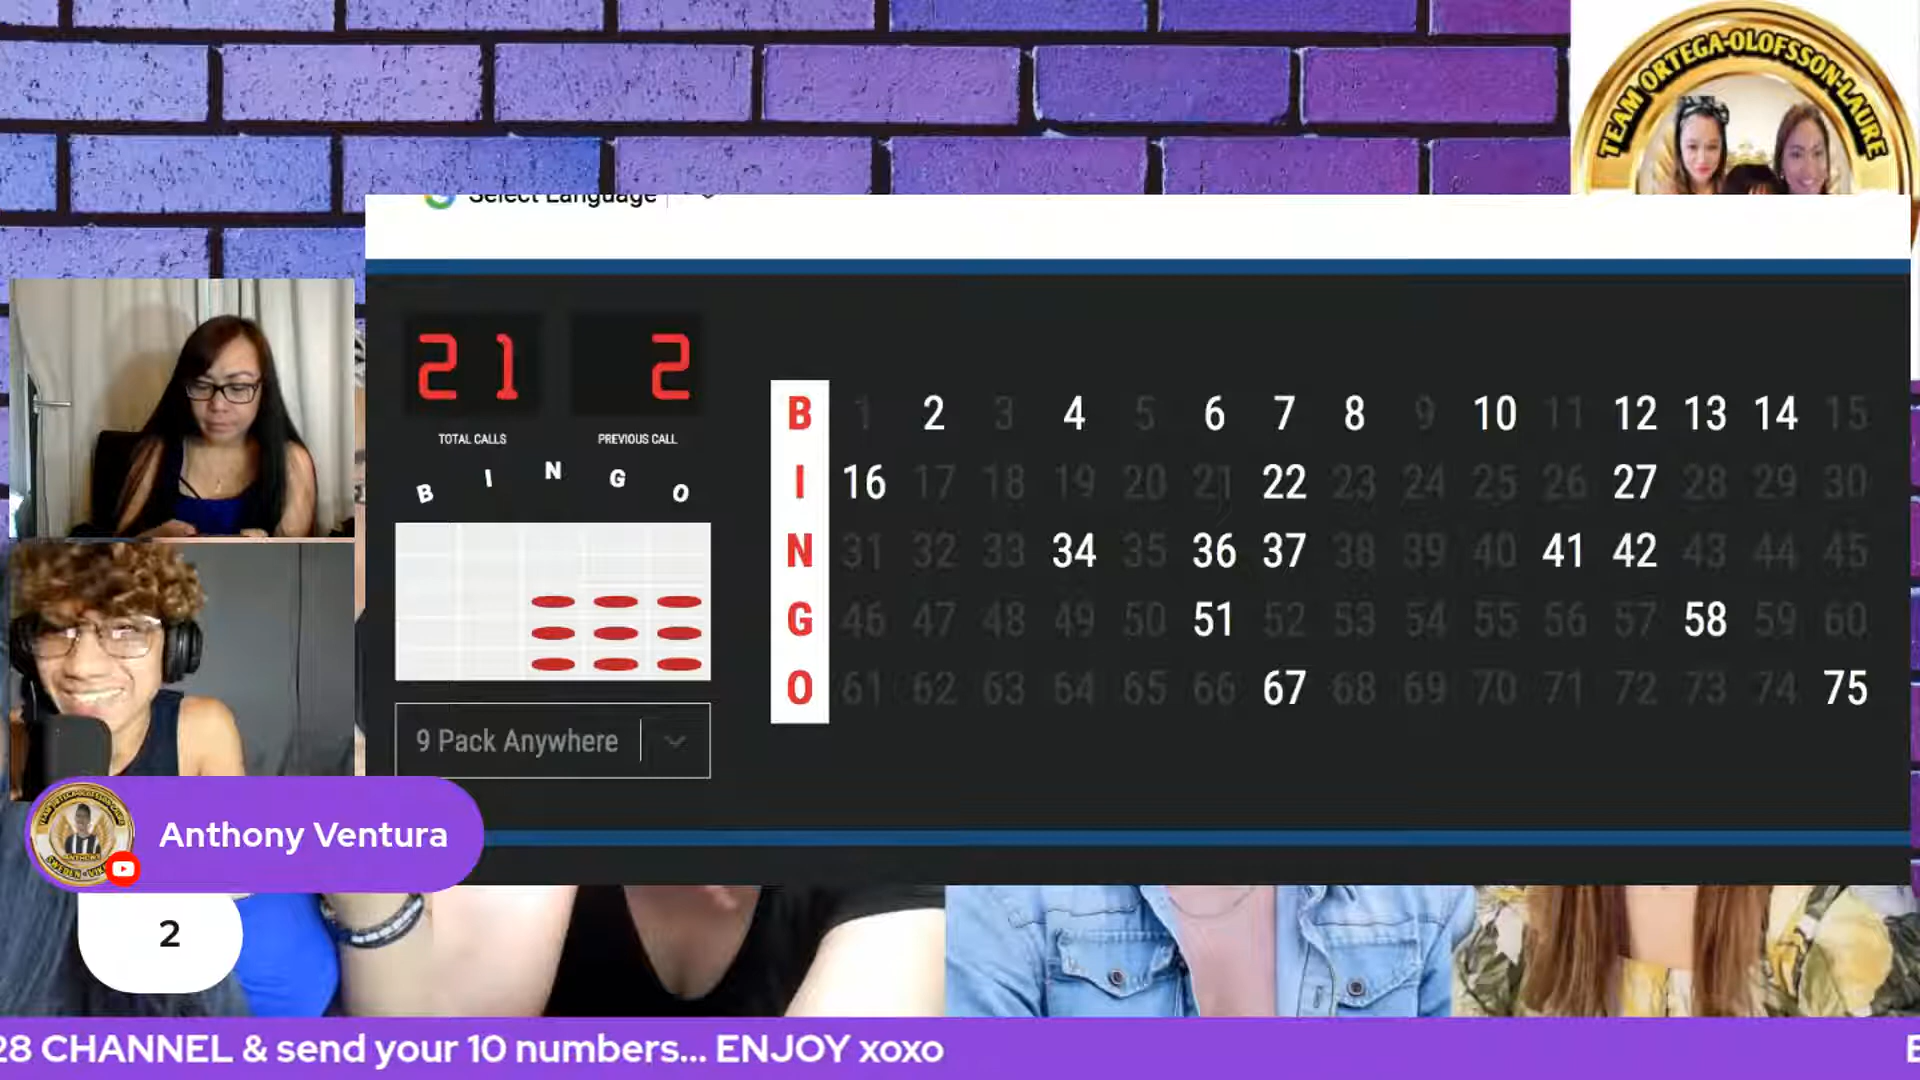 TEAM ORTEGA-OLOFSSON-LAURE
Select Language
21 2
TOTAL CALLS PREVIOUS CALL
B I N G O
9 Pack Anywhere
B 1 2 3 4 5 6 7 8 9 10 11 12 13 14 15
I 16 17 18 19 20 21 22 23 24 25 26 27 28 29 30
N 31 32 33 34 35 36 37 38 39 40 41 42 43 44 45
G 46 47 48 49 50 51 52 53 54 55 56 57 58 59 60
O 61 62 63 64 65 66 67 68 69 70 71 72 73 74 75
Anthony Ventura
2
28 CHANNEL & send your 10 numbers... ENJOY xoxo